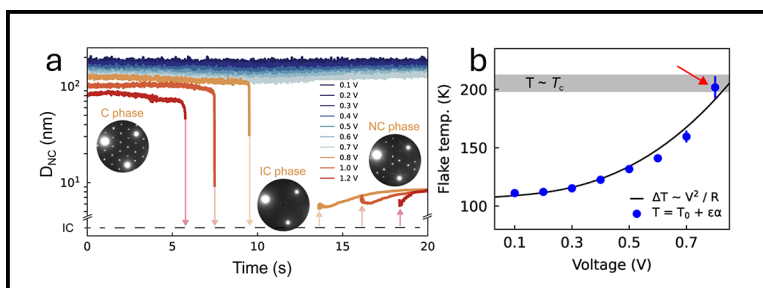 a
D_NC (nm)
10²
10¹
IC
C phase
IC phase
NC phase
0.1 V
0.2 V
0.3 V
0.4 V
0.5 V
0.6 V
0.7 V
0.8 V
1.0 V
1.2 V
0
5
10
15
20
Time (s)
b
Flake temp. (K)
200
150
100
T ~ T_c
ΔT ~ V² / R
T = T₀ + εα
0.1
0.3
0.5
0.7
Voltage (V)